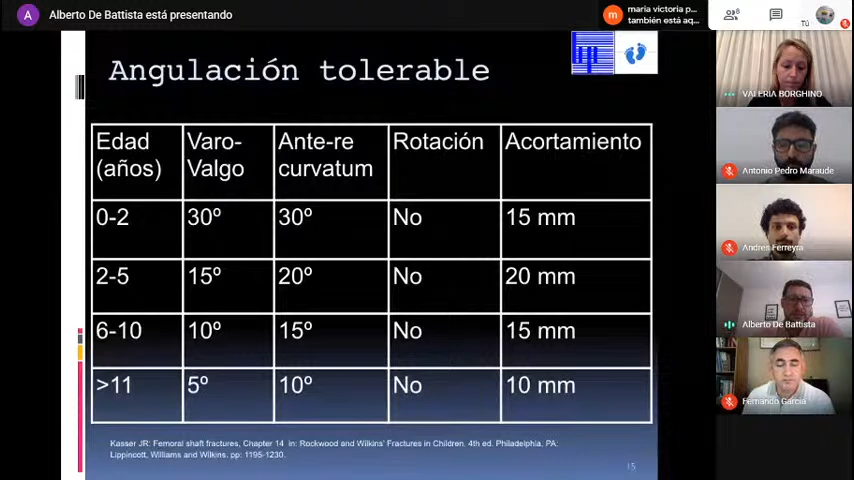 A
Alberto De Battista está presentando
m
maria victoria p...
también está aq...
8
Tú
Angulación tolerable
Edad (años)
Varo-Valgo
Ante-re curvatum
Rotación
Acortamiento
0-2
30º
30º
No
15 mm
2-5
15º
20º
No
20 mm
6-10
10º
15º
No
15 mm
>11
5º
10º
No
10 mm
Kasser JR: Femoral shaft fractures, Chapter 14 in: Rockwood and Wilkins' Fractures in Children. 4th ed. Philadelphia, PA:
Lippincott, Williams and Wilkins. pp: 1195-1230.
15
VALERIA BORGHINO
Antonio Pedro Maraude
Andres Ferreyra
Alberto De Battista
Fernando Garcia